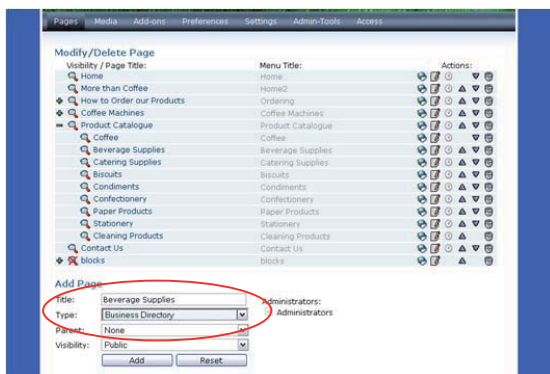 Pages Media Add-ons Preferences Settings Admin-Tools Access
Modify/Delete Page
Visibility / Page Title: Menu Title: Actions:
Home Home
More than Coffee Home2
How to Order our Products Ordering
Coffee Machines Coffee Machines
Product Catalogue Product Catalogue
Coffee Coffee
Beverage Supplies Beverage Supplies
Catering Supplies Catering Supplies
Biscuits Biscuits
Condiments Condiments
Confectionery Confectionery
Paper Products Paper Products
Stationery Stationery
Cleaning Products Cleaning Products
Contact Us Contact Us
blocks blocks
Add Page
Title: Beverage Supplies Administrators:
Type: Business Directory Administrators
Parent: None
Visibility: Public
Add Reset